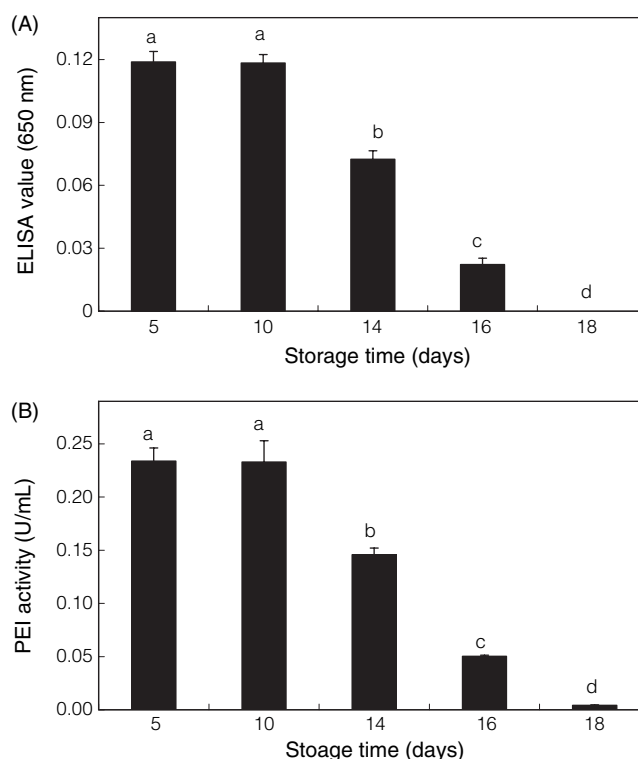 (A)
ELISA value (650 nm)
0.12
0.09
0.06
0.03
0
a
a
b
c
d
5 10 14 16 18
Storage time (days)
(B)
PEI activity (U/mL)
0.25
0.20
0.15
0.10
0.05
0.00
a
a
b
c
d
5 10 14 16 18
Stoage time (days)